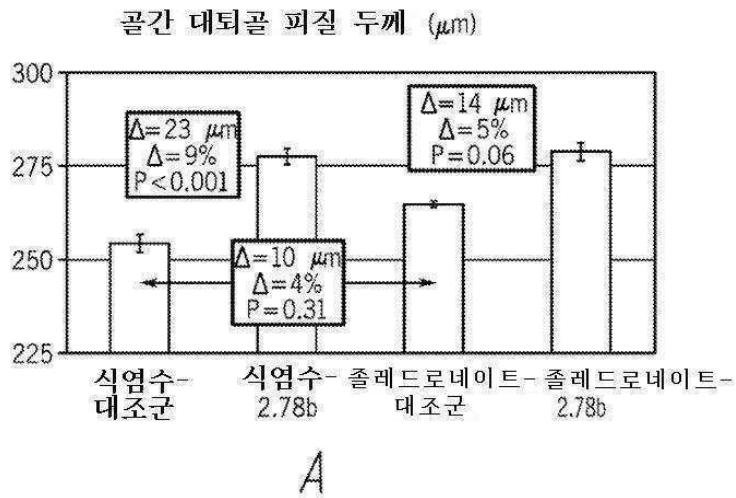 골간 대퇴골 피질 두께 (μm)
300
275
250
225
Δ=23 μm
Δ=9%
P<0.001
Δ=14 μm
Δ=5%
P=0.06
Δ=10 μm
Δ=4%
P=0.31
식염수-
대조군
식염수-
2.78b
졸레드로네이트-
대조군
졸레드로네이트-
2.78b
A